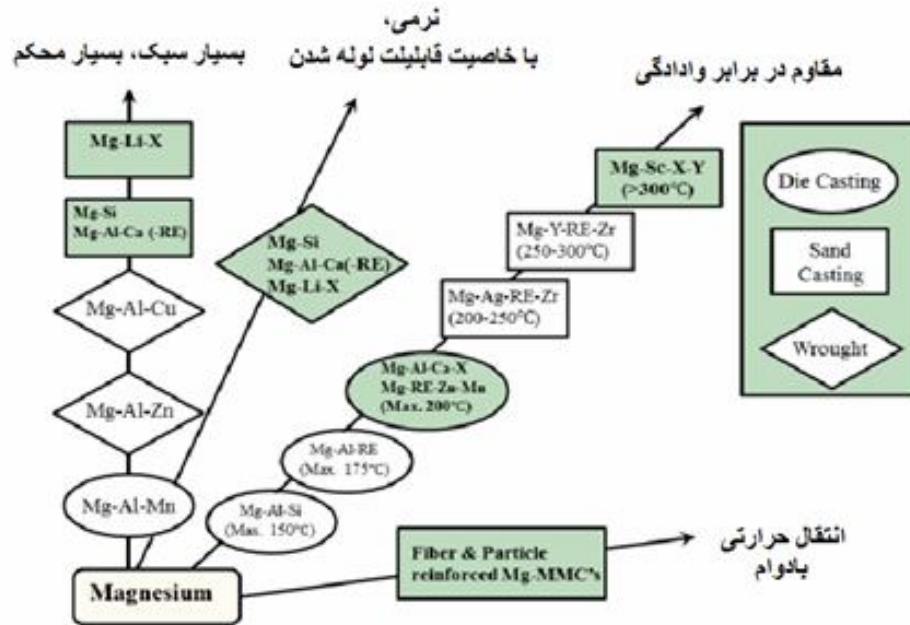 نرمی،
با خاصیت قابلیلت لوله شدن
بسیار سبک، بسیار محکم
مقاوم در برابر وادادگی
Mg-Li-X
Mg-Si
Mg-Al-Ca (-RE)
Mg-Al-Cu
Mg-Al-Zn
Mg-Al-Mn
Magnesium
Mg-Si
Mg-Al-Ca(-RE)
Mg-Li-X
Mg-Sc-X-Y
(>300℃)
Mg-Y-RE-Zr
(250-300℃)
Mg-Ag-RE-Zr
(200-250℃)
Mg-Al-Ca-X
Mg-RE-Zn-Mn
(Max. 200℃)
Mg-Al-RE
(Max. 175℃)
Mg-Al-Si
(Max. 150℃)
Fiber & Particle
reinforced Mg-MMC's
انتقال حرارتی
بادوام
Die Casting
Sand
Casting
Wrought